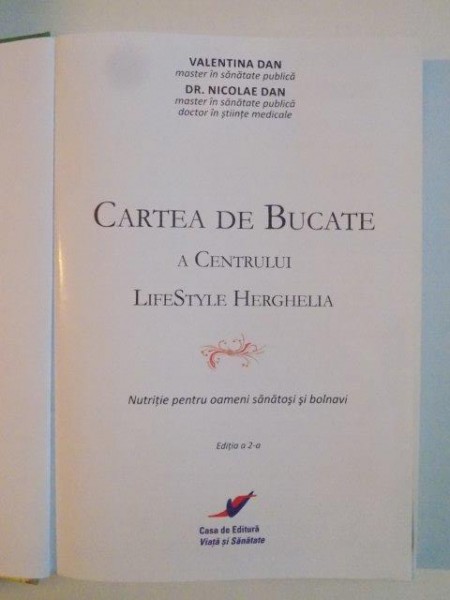 VALENTINA DAN
master în sănătate publică
DR. NICOLAE DAN
master în sănătate publică
doctor în științe medicale
CARTEA DE BUCATE
A CENTRULUI
LIFESTYLE HERGHELIA
Nutriție pentru oameni sănătoși și bolnavi
Ediția a 2-a
Casa de Editură
Viață și Sănătate